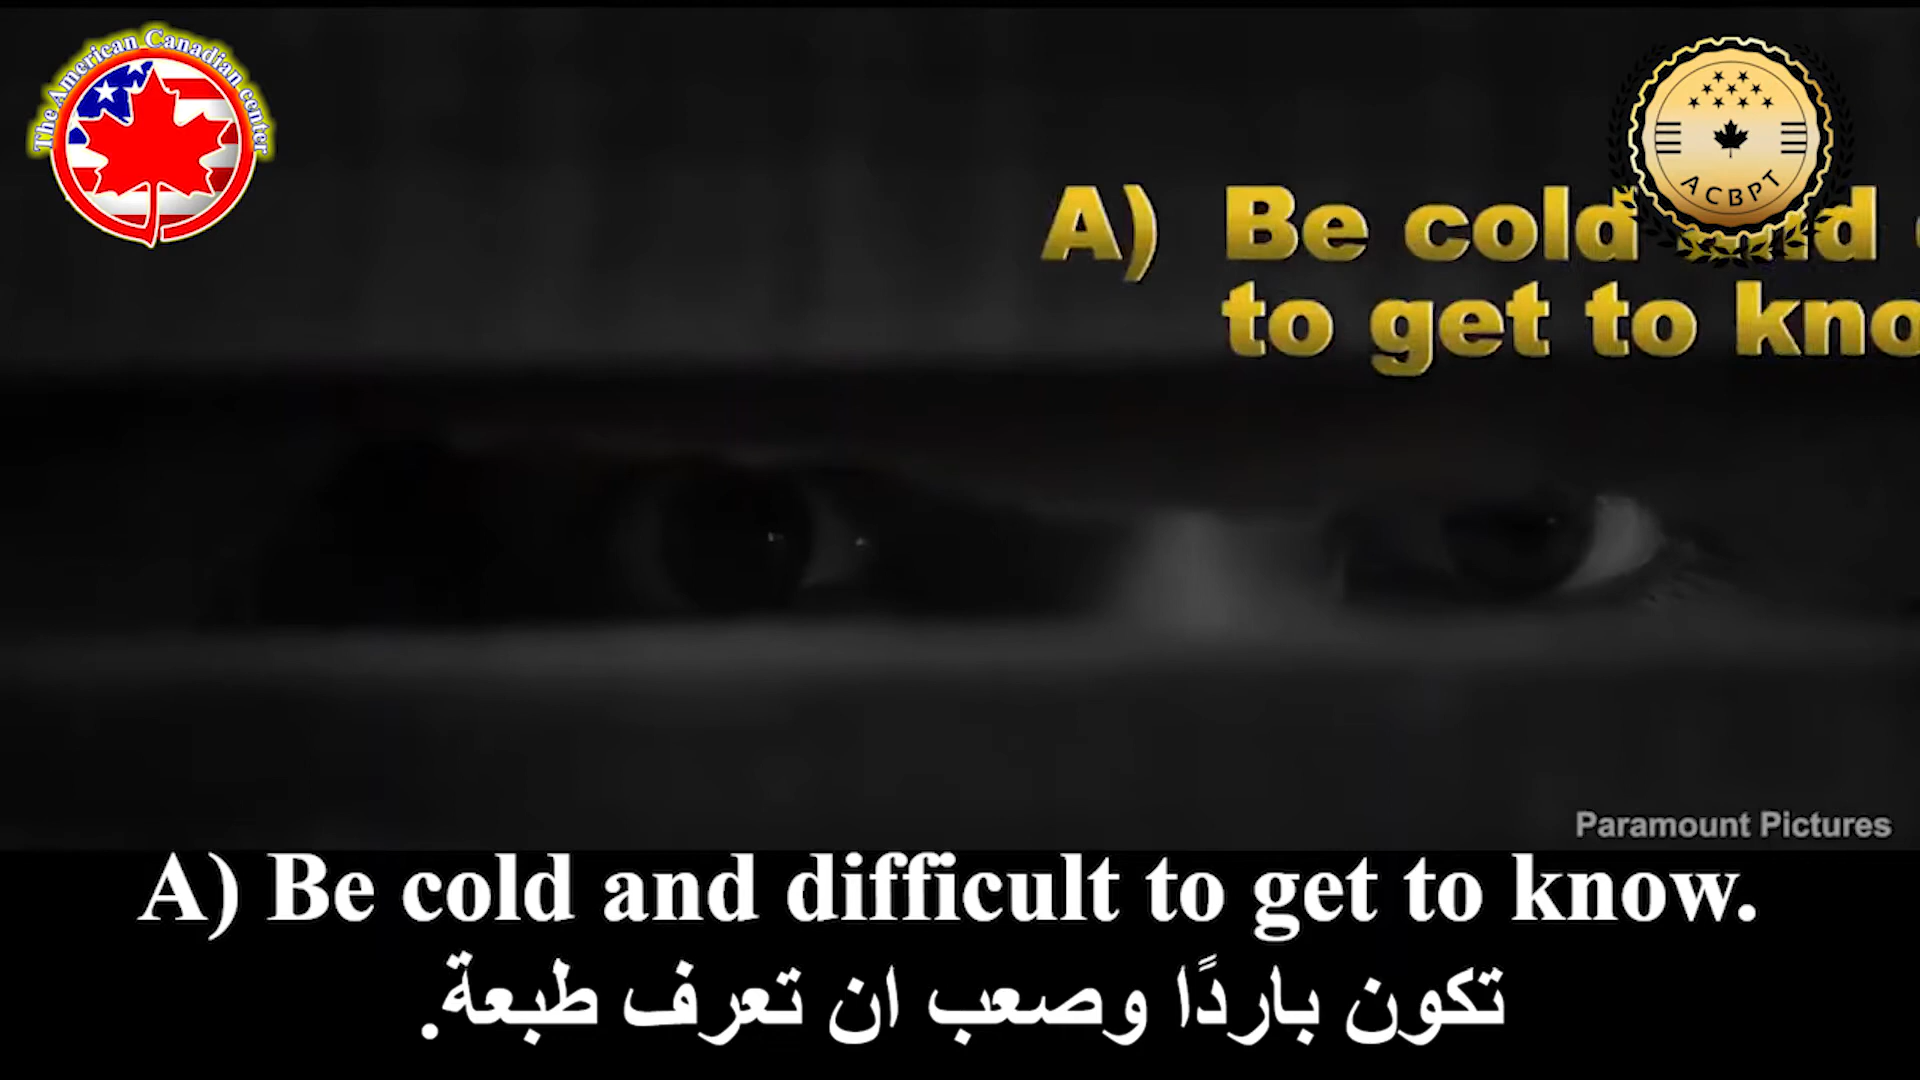 The American Canadian center
ACBPT
A) Be cold
to get to
Paramount Pictures
A) Be cold and difficult to get to know.
تكون باردًا وصعب ان تعرف طبعة.